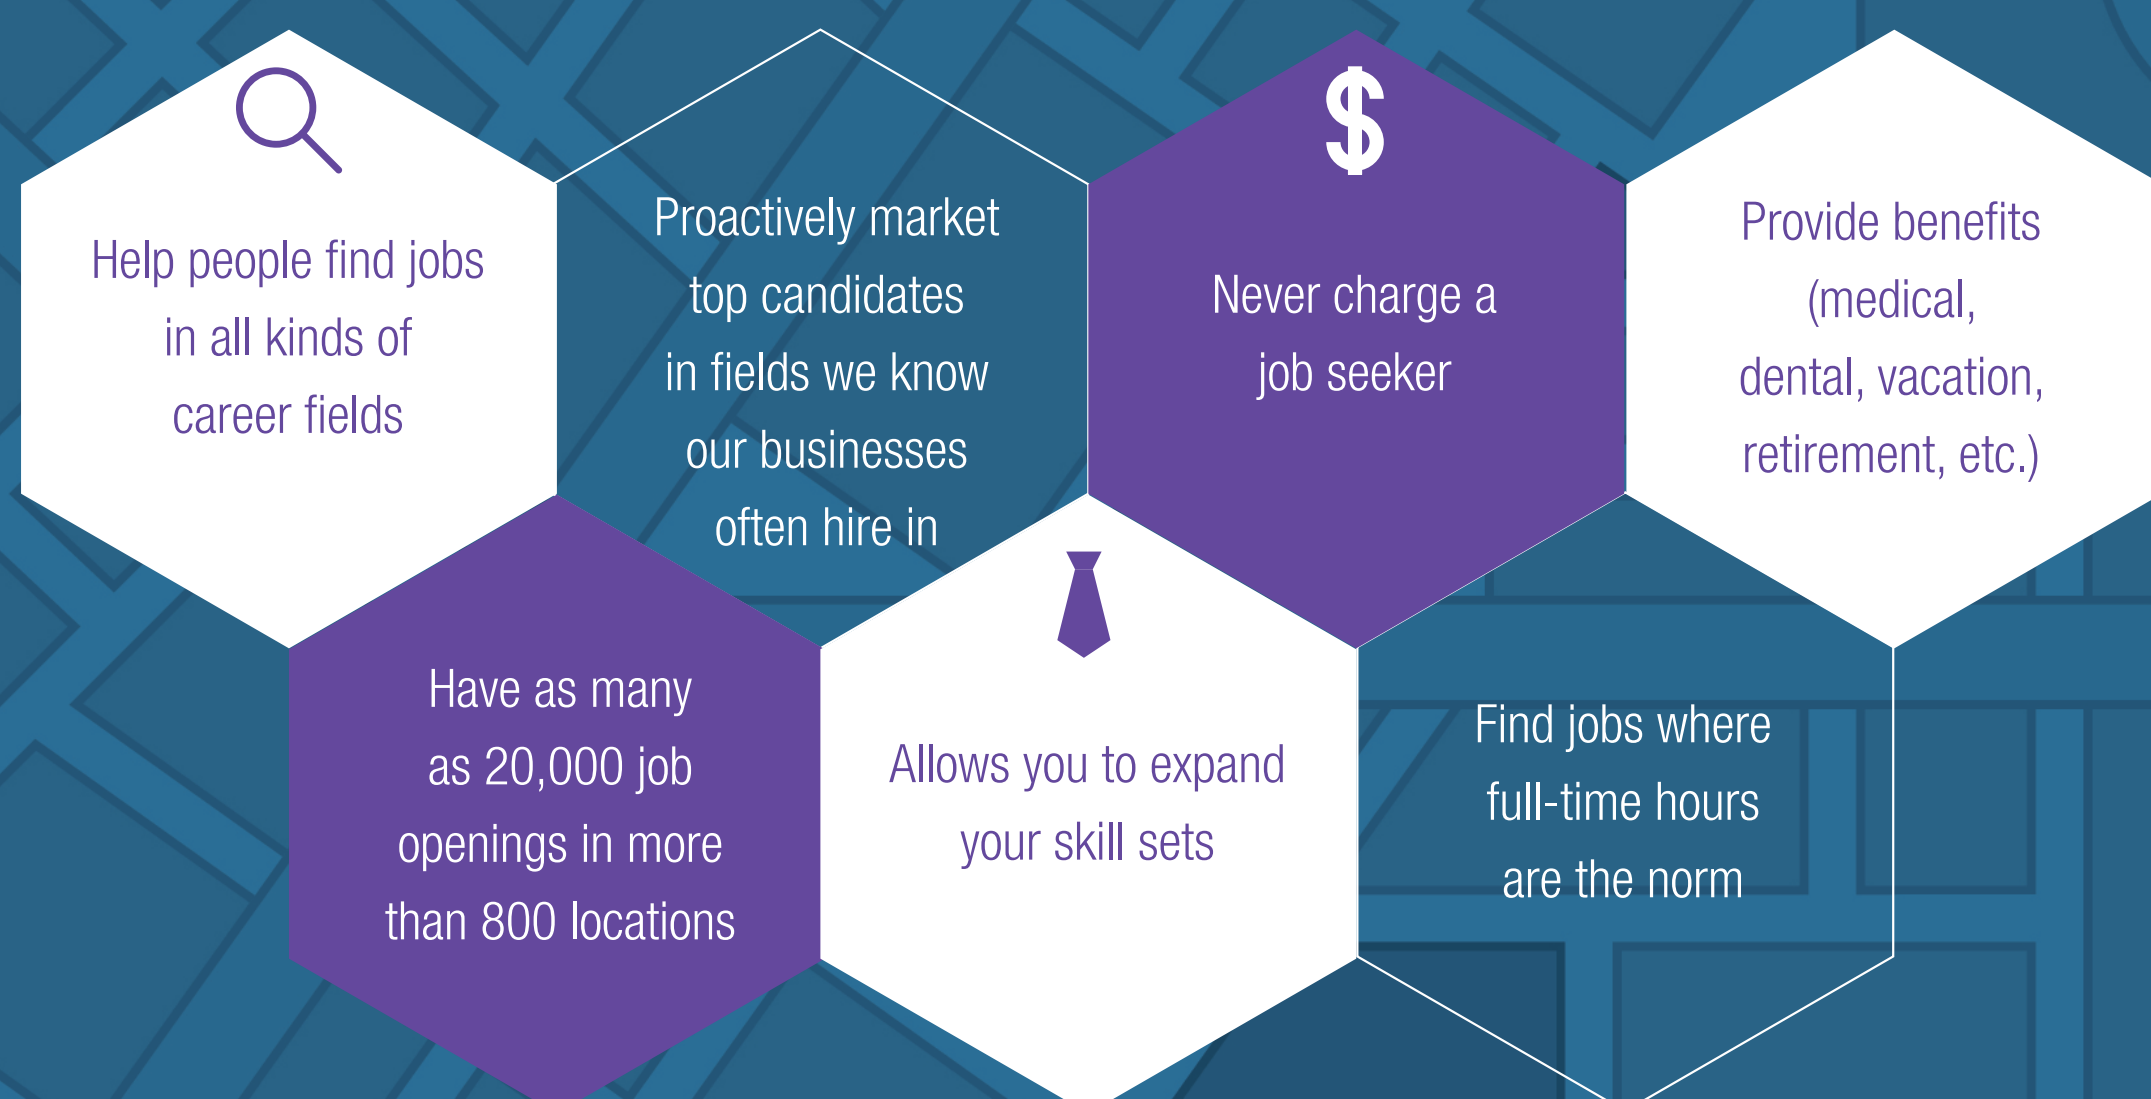 Help people find jobs
in all kinds of
career fields
Proactively market
top candidates
in fields we know
our businesses
often hire in
$
Never charge a
job seeker
Provide benefits
(medical,
dental, vacation,
retirement, etc.)
Have as many
as 20,000 job
openings in more
than 800 locations
Allows you to expand
your skill sets
Find jobs where
full-time hours
are the norm